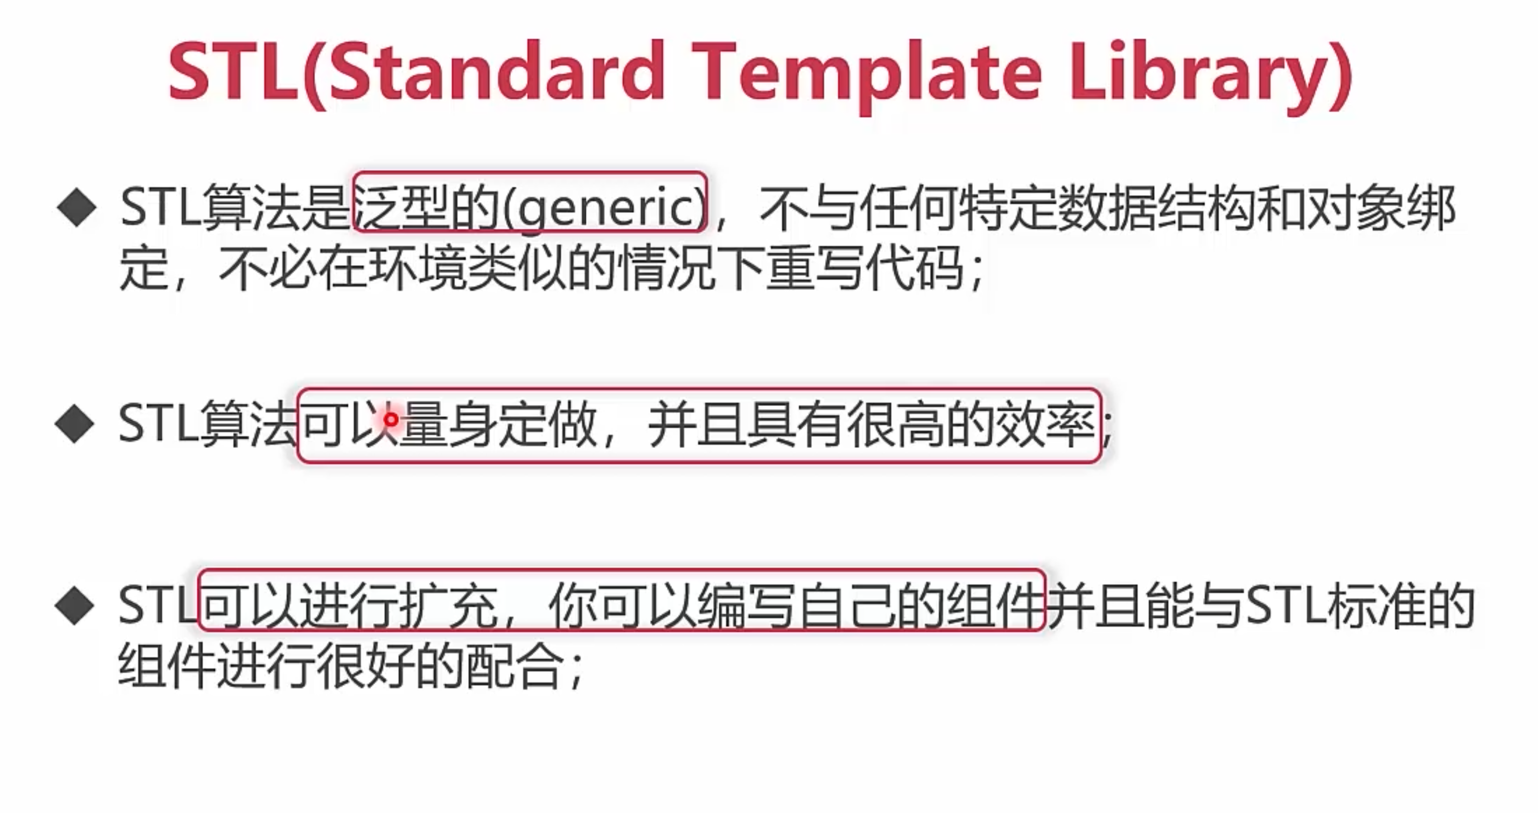 STL(Standard Template Library)
STL算法是泛型的(generic)，不与任何特定数据结构和对象绑
定，不必在环境类似的情况下重写代码；
STL算法可以量身定做，并且具有很高的效率；
STL可以进行扩充，你可以编写自己的组件并且能与STL标准的
组件进行很好的配合；